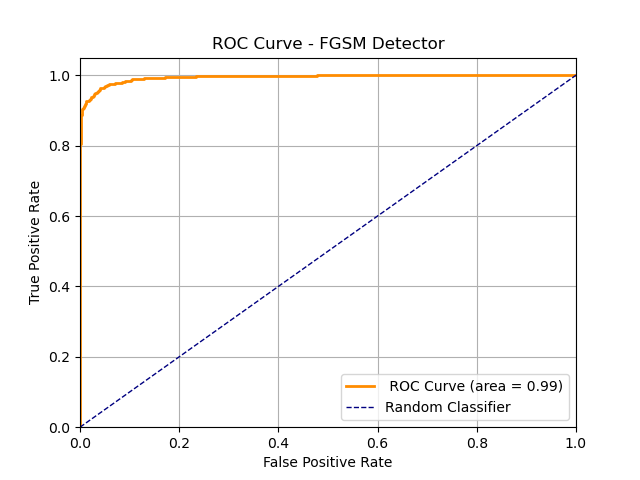 ROC Curve - FGSM Detector
True Positive Rate
1.0
0.8
0.6
0.4
0.2
0.0
ROC Curve (area = 0.99)
Random Classifier
0.0 0.2 0.4 0.6 0.8 1.0
False Positive Rate